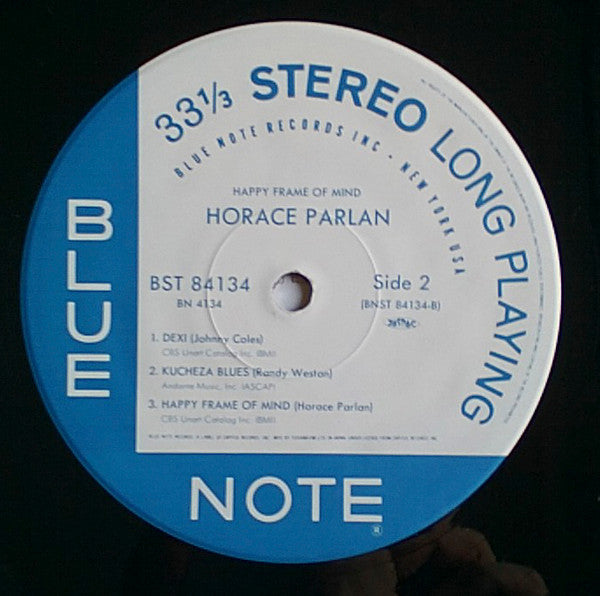 33⅓ STEREO LONG PLAYING
BLUE NOTE RECORDS INC - NEW YORK USA
HAPPY FRAME OF MIND
HORACE PARLAN
BST 84134
BN 4134
Side 2
(BNST 84134-B)
1. DEXI (Johnny Coles)
CBS Unart Catalog Inc. (BMI)
2. KUCHEZA BLUES (Randy Weston)
Andante Music, Inc. (ASCAP)
3. HAPPY FRAME OF MIND (Horace Parlan)
CBS Unart Catalog Inc. (BMI)
BLUE
NOTE
®